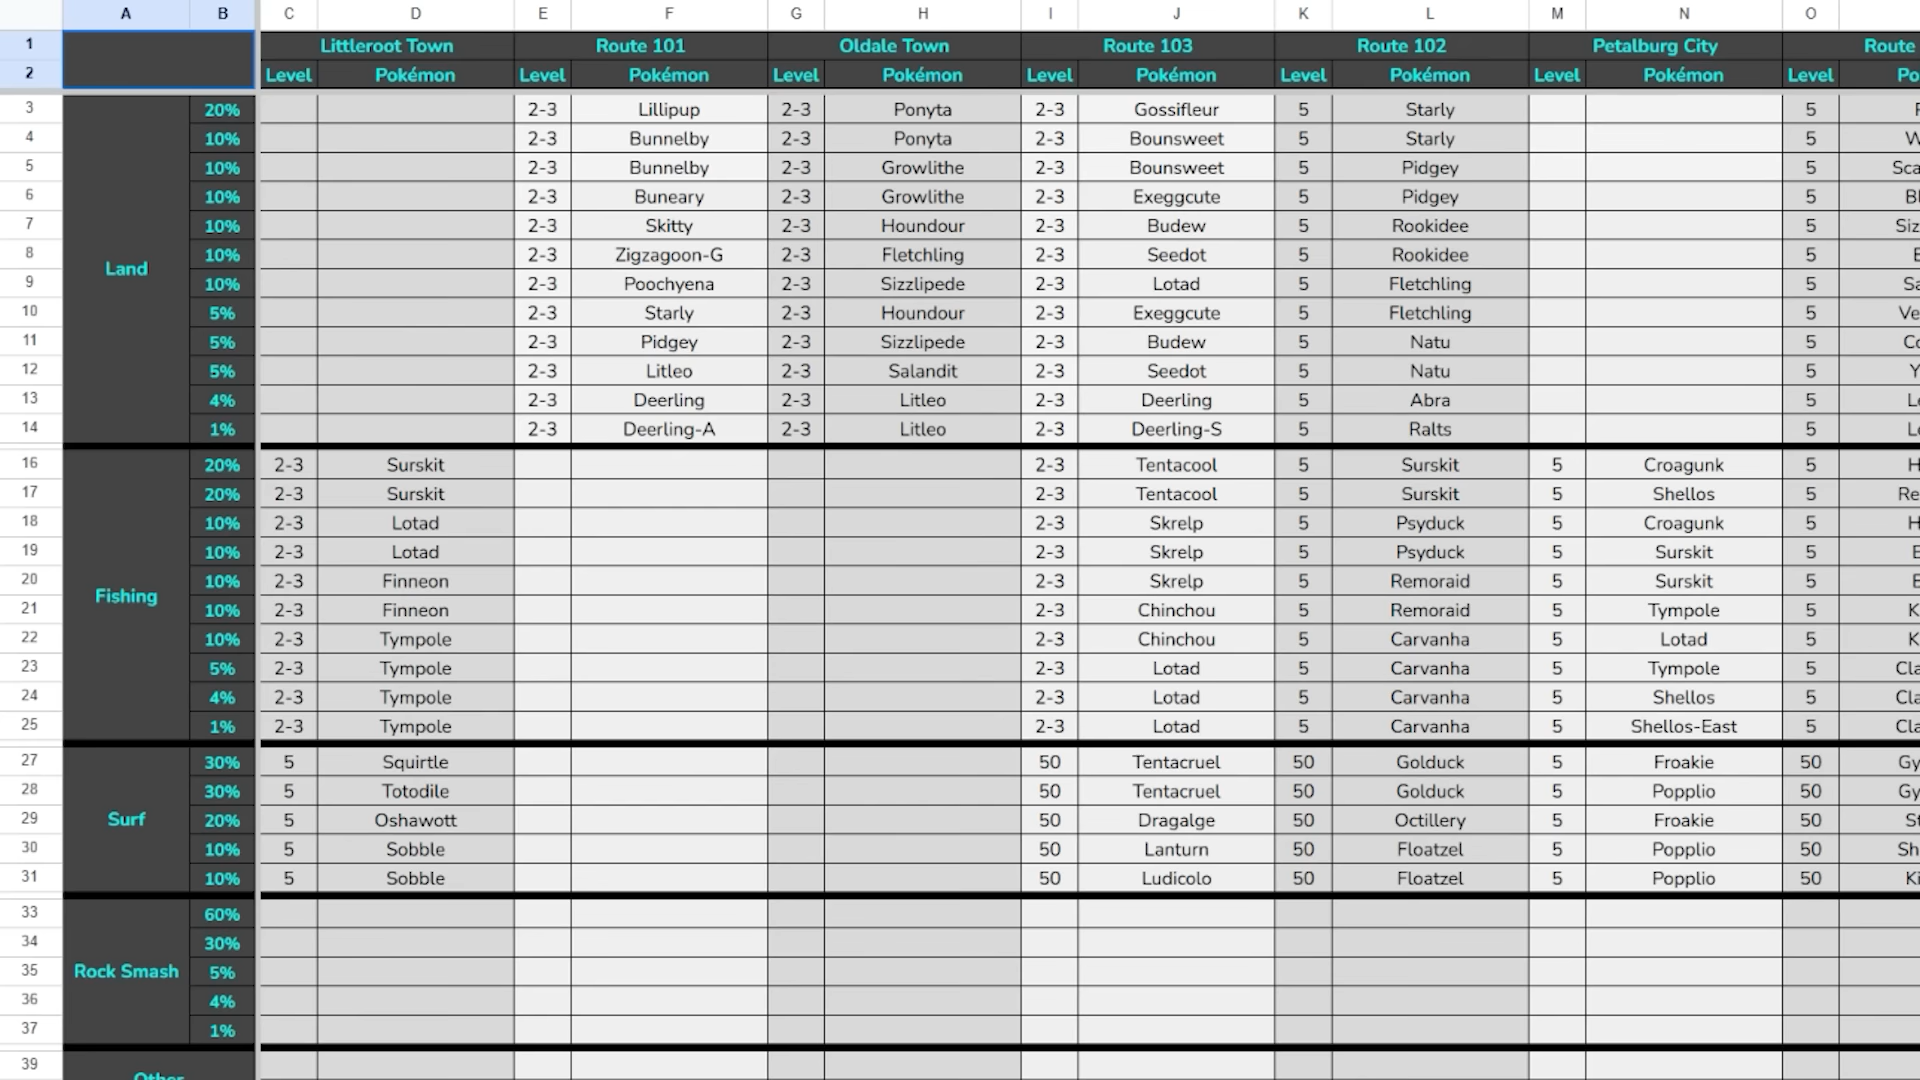 A B C D E F G H I J K L M N O
1 Littleroot Town Route 101 Oldale Town Route 103 Route 102 Petalburg City Route
2 Level Pokémon Level Pokémon Level Pokémon Level Pokémon Level Pokémon Level Pokémon Level Po
3 20% 2-3 Lillipup 2-3 Ponyta 2-3 Gossifleur 5 Starly 5
4 10% 2-3 Bunnelby 2-3 Ponyta 2-3 Bounsweet 5 Starly 5 W
5 10% 2-3 Bunnelby 2-3 Growlithe 2-3 Bounsweet 5 Pidgey 5 Sca
6 10% 2-3 Buneary 2-3 Growlithe 2-3 Exeggcute 5 Pidgey 5 Bl
7 10% 2-3 Skitty 2-3 Houndour 2-3 Budew 5 Rookidee 5 Siz
8 10% 2-3 Zigzagoon-G 2-3 Fletchling 2-3 Seedot 5 Rookidee 5
Land
9 10% 2-3 Poochyena 2-3 Sizzlipede 2-3 Lotad 5 Fletchling 5 Sa
10 5% 2-3 Starly 2-3 Houndour 2-3 Exeggcute 5 Fletchling 5 Ve
11 5% 2-3 Pidgey 2-3 Sizzlipede 2-3 Budew 5 Natu 5 Co
12 5% 2-3 Litleo 2-3 Salandit 2-3 Seedot 5 Natu 5 Y
13 4% 2-3 Deerling 2-3 Litleo 2-3 Deerling 5 Abra 5 Le
14 1% 2-3 Deerling-A 2-3 Litleo 2-3 Deerling-S 5 Ralts 5 Le
16 20% 2-3 Surskit 2-3 Tentacool 5 Surskit 5 Croagunk 5 H
17 20% 2-3 Surskit 2-3 Tentacool 5 Surskit 5 Shellos 5 Re
18 10% 2-3 Lotad 2-3 Skrelp 5 Psyduck 5 Croagunk 5 H
19 10% 2-3 Lotad 2-3 Skrelp 5 Psyduck 5 Surskit 5
20 10% 2-3 Finneon 2-3 Skrelp 5 Remoraid 5 Surskit 5
Fishing
21 10% 2-3 Finneon 2-3 Chinchou 5 Remoraid 5 Tympole 5 K
22 10% 2-3 Tympole 2-3 Chinchou 5 Carvanha 5 Lotad 5 K
23 5% 2-3 Tympole 2-3 Lotad 5 Carvanha 5 Tympole 5 Cla
24 4% 2-3 Tympole 2-3 Lotad 5 Carvanha 5 Shellos 5 Cla
25 1% 2-3 Tympole 2-3 Lotad 5 Carvanha 5 Shellos-East 5 Cla
27 30% 5 Squirtle 50 Tentacruel 50 Golduck 5 Froakie 50 Gy
28 30% 5 Totodile 50 Tentacruel 50 Golduck 5 Popplio 50 Gy
29 Surf 20% 5 Oshawott 50 Dragalge 50 Octillery 5 Froakie 50 St
30 10% 5 Sobble 50 Lanturn 50 Floatzel 5 Popplio 50 Sh
31 10% 5 Sobble 50 Ludicolo 50 Floatzel 5 Popplio 50 Ki
33 60%
34 30%
35 Rock Smash 5%
36 4%
37 1%
39
Other